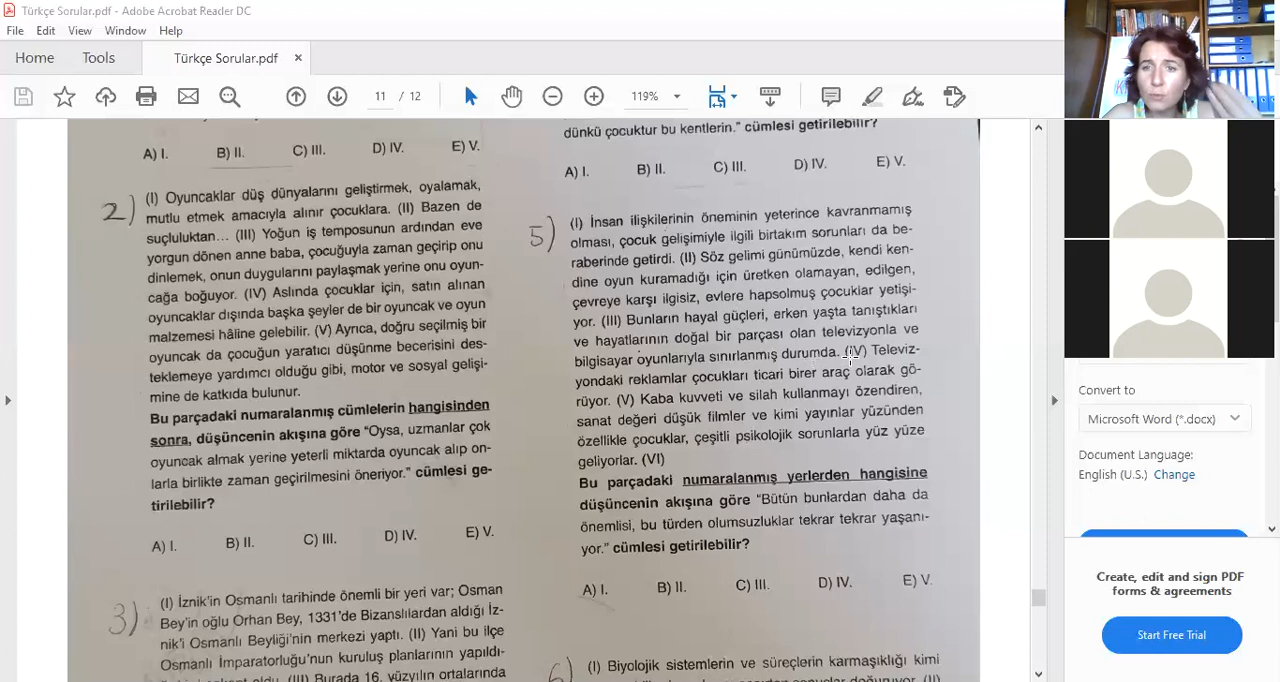 Türkçe Sorular.pdf - Adobe Acrobat Reader DC
File Edit View Window Help
Home Tools Türkçe Sorular.pdf ×
11 / 12 119%
A) I. B) II. C) III. D) IV. E) V.
2)
(I) Oyuncaklar düş dünyalarını geliştirmek, oyalamak,
mutlu etmek amacıyla alınır çocuklara. (II) Bazen de
suçluluktan... (III) Yoğun iş temposunun ardından eve
yorgun dönen anne baba, çocuğuyla zaman geçirip onu
dinlemek, onun duygularını paylaşmak yerine onu oyun-
cağa boğuyor. (IV) Aslında çocuklar için, satın alınan
oyuncaklar dışında başka şeyler de bir oyuncak ve oyun
malzemesi hâline gelebilir. (V) Ayrıca, doğru seçilmiş bir
oyuncak da çocuğun yaratıcı düşünme becerisini des-
teklemeye yardımcı olduğu gibi, motor ve sosyal gelişi-
mine de katkıda bulunur.
Bu parçadaki numaralanmış cümlelerin hangisinden
sonra, düşüncenin akışına göre “Oysa, uzmanlar çok
oyuncak almak yerine yeterli miktarda oyuncak alıp on-
larla birlikte zaman geçirilmesini öneriyor.” cümlesi ge-
tirilebilir?
A) I. B) II. C) III. D) IV. E) V.
3)
(I) İznik’in Osmanlı tarihinde önemli bir yeri var; Osman
Bey’in oğlu Orhan Bey, 1331’de Bizanslılardan aldığı İz-
nik’i Osmanlı Beyliği’nin merkezi yaptı. (II) Yani bu ilçe
Osmanlı İmparatorluğu’nun kuruluş planlarının yapıldı-
oldu. (III) Burada 16. yüzyılın ortalarında
dünkü çocuktur bu kentlerin.” cümlesi getirilebilir?
A) I. B) II. C) III. D) IV. E) V.
5)
(I) İnsan ilişkilerinin öneminin yeterince kavranmamış
olması, çocuk gelişimiyle ilgili birtakım sorunları da be-
raberinde getirdi. (II) Söz gelimi günümüzde, kendi ken-
dine oyun kuramadığı için üretken olamayan, edilgen,
çevreye karşı ilgisiz, evlere hapsolmuş çocuklar yetişi-
yor. (III) Bunların hayal güçleri, erken yaşta tanıştıkları
ve hayatlarının doğal bir parçası olan televizyonla ve
bilgisayar oyunlarıyla sınırlanmış durumda. (IV) Televiz-
yondaki reklamlar çocukları ticari birer araç olarak gö-
rüyor. (V) Kaba kuvveti ve silah kullanmayı özendiren,
sanat değeri düşük filmler ve kimi yayınlar yüzünden
özellikle çocuklar, çeşitli psikolojik sorunlarla yüz yüze
geliyorlar. (VI)
Bu parçadaki numaralanmış yerlerden hangisine
düşüncenin akışına göre “Bütün bunlardan daha da
önemlisi, bu türden olumsuzluklar tekrar tekrar yaşanı-
yor.” cümlesi getirilebilir?
A) I. B) II. C) III. D) IV. E) V.
6)
(I) Biyolojik sistemlerin ve süreçlerin karmaşıklığı kimi
Convert to
Microsoft Word (*.docx)
Document Language:
English (U.S.) Change
Create, edit and sign PDF
forms & agreements
Start Free Trial